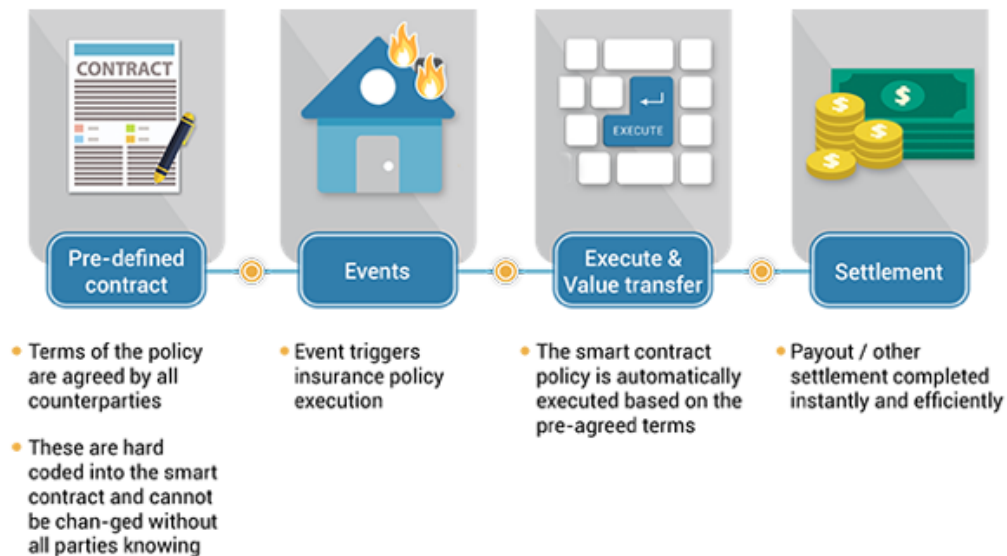 CONTRACT
EXECUTE
$
$
$
$
Pre-defined
contract
Events
Execute &
Value transfer
Settlement
• Terms of the policy
are agreed by all
counterparties
• These are hard
coded into the smart
contract and cannot
be chan-ged without
all parties knowing
• Event triggers
insurance policy
execution
• The smart contract
policy is automatically
executed based on the
pre-agreed terms
• Payout / other
settlement completed
instantly and efficiently